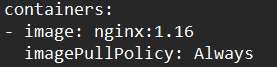 containers:
- image: nginx:1.16
  imagePullPolicy: Always